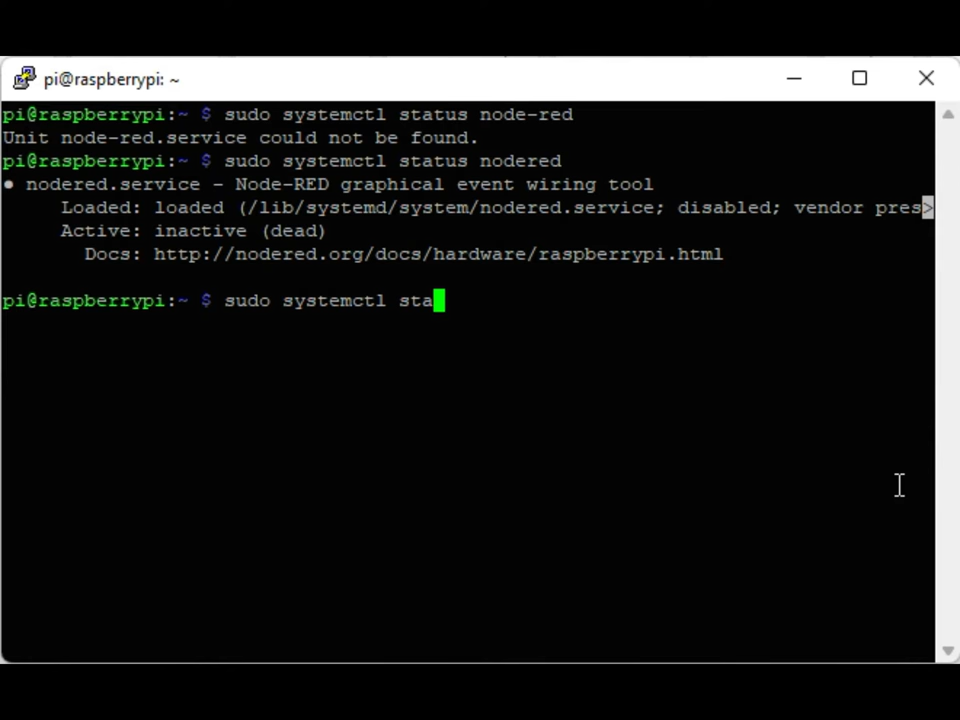 pi@raspberrypi: ~
pi@raspberrypi:~ $ sudo systemctl status node-red
Unit node-red.service could not be found.
pi@raspberrypi:~ $ sudo systemctl status nodered
● nodered.service - Node-RED graphical event wiring tool
     Loaded: loaded (/lib/systemd/system/nodered.service; disabled; vendor pres>
     Active: inactive (dead)
       Docs: http://nodered.org/docs/hardware/raspberrypi.html
pi@raspberrypi:~ $ sudo systemctl sta